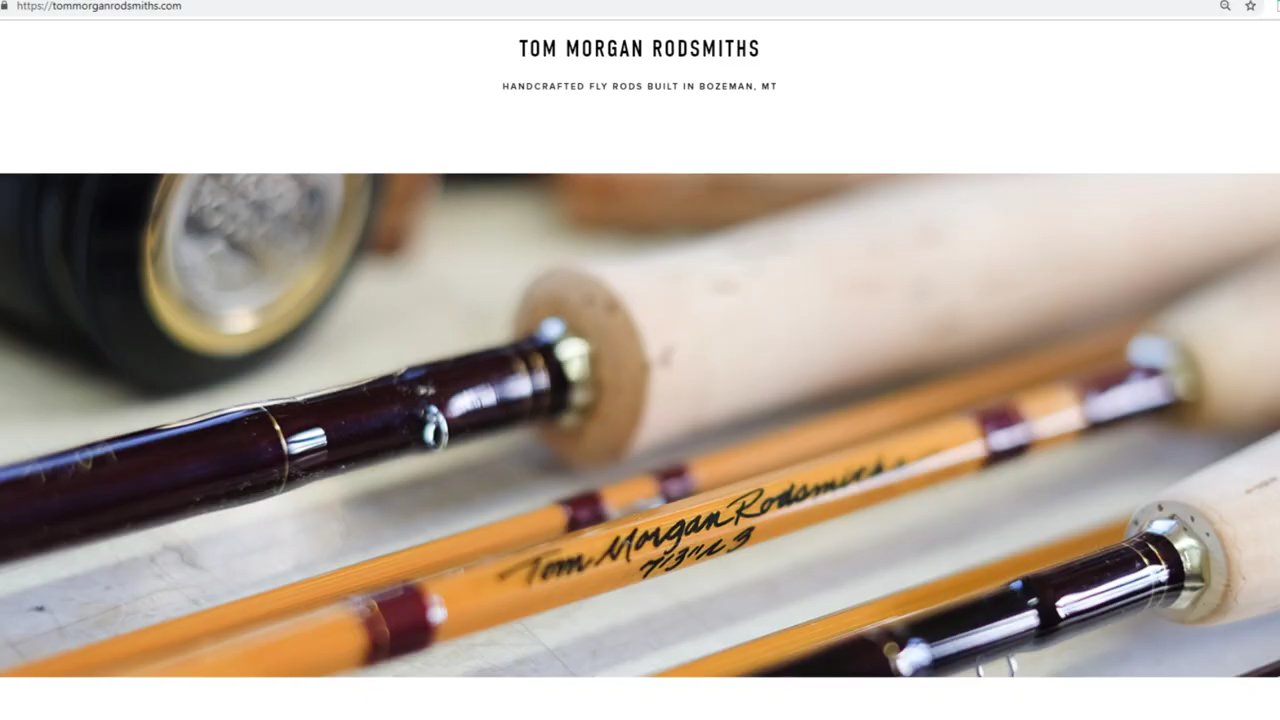 https://tommorganrodsmiths.com
TOM MORGAN RODSMITHS
HANDCRAFTED FLY RODS BUILT IN BOZEMAN, MT
Tom Morgan Rodsmiths